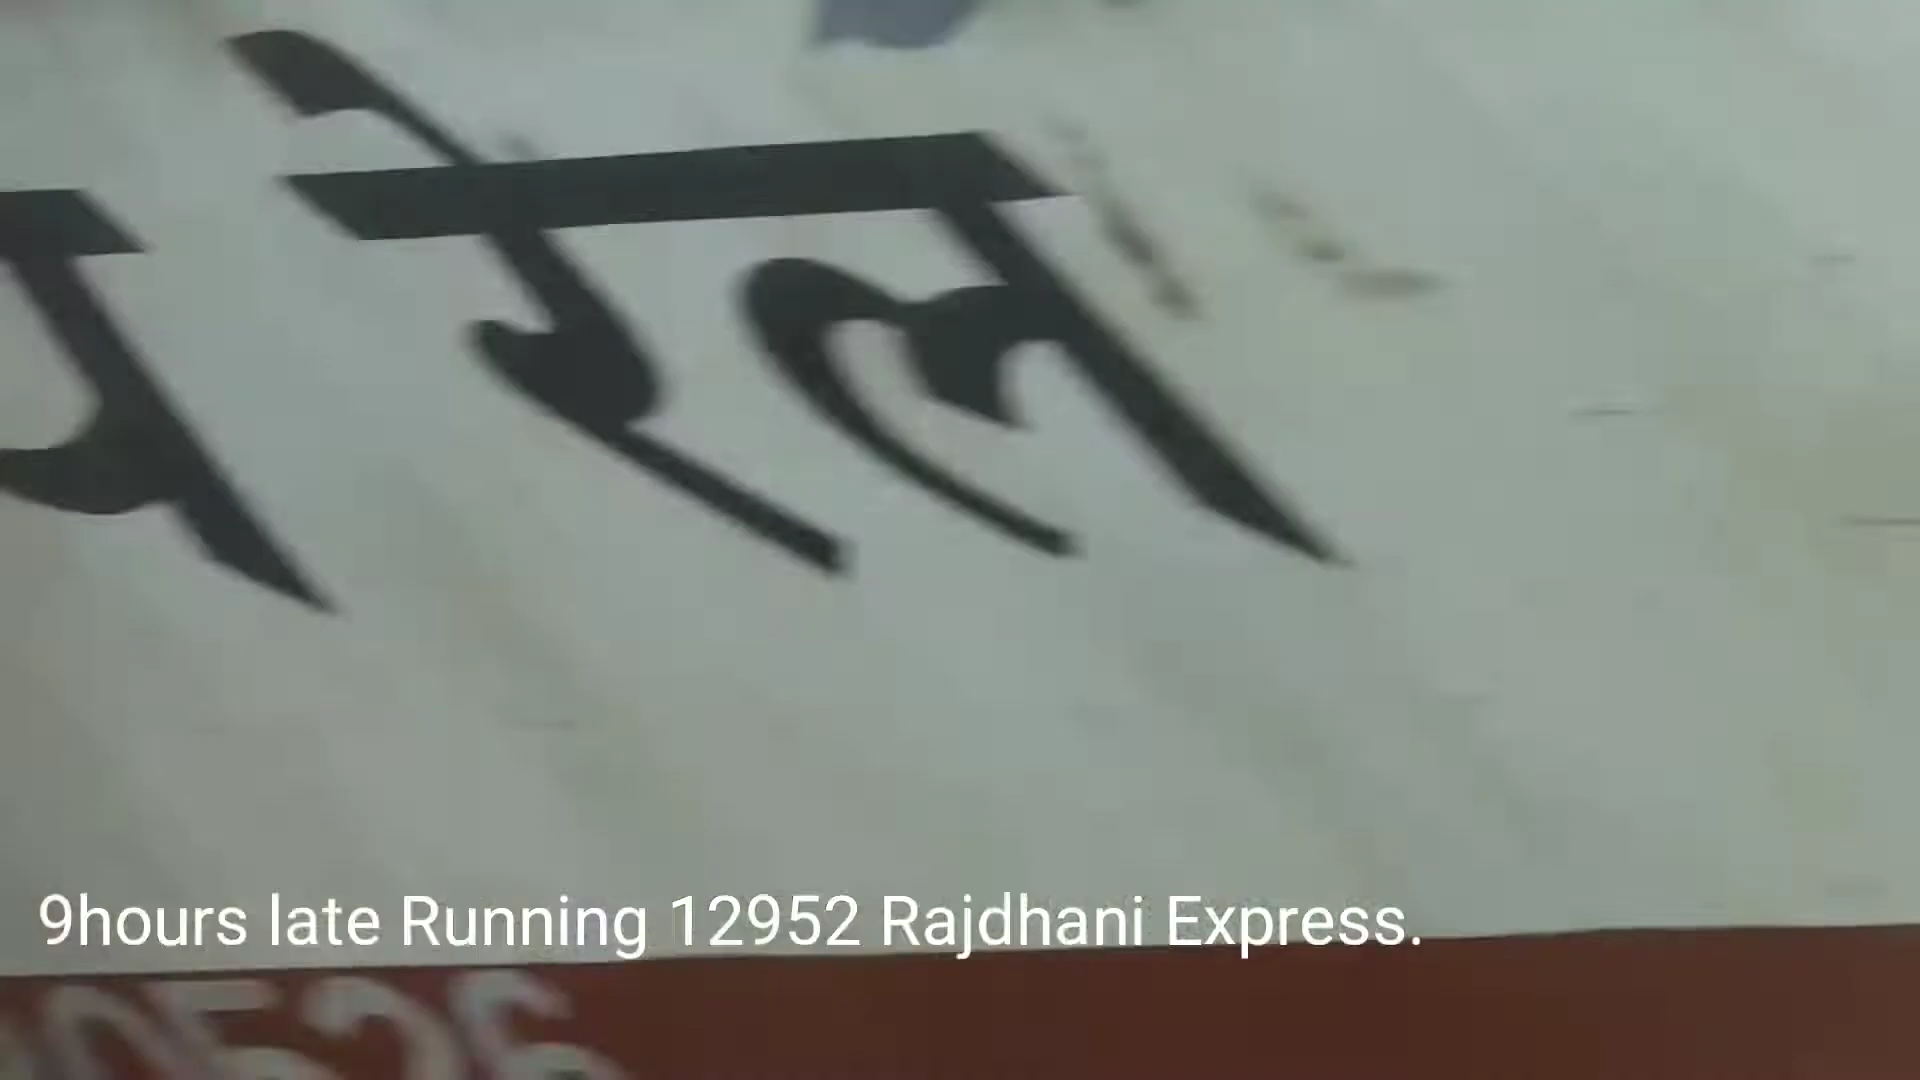 रेल
9hours late Running 12952 Rajdhani Express.